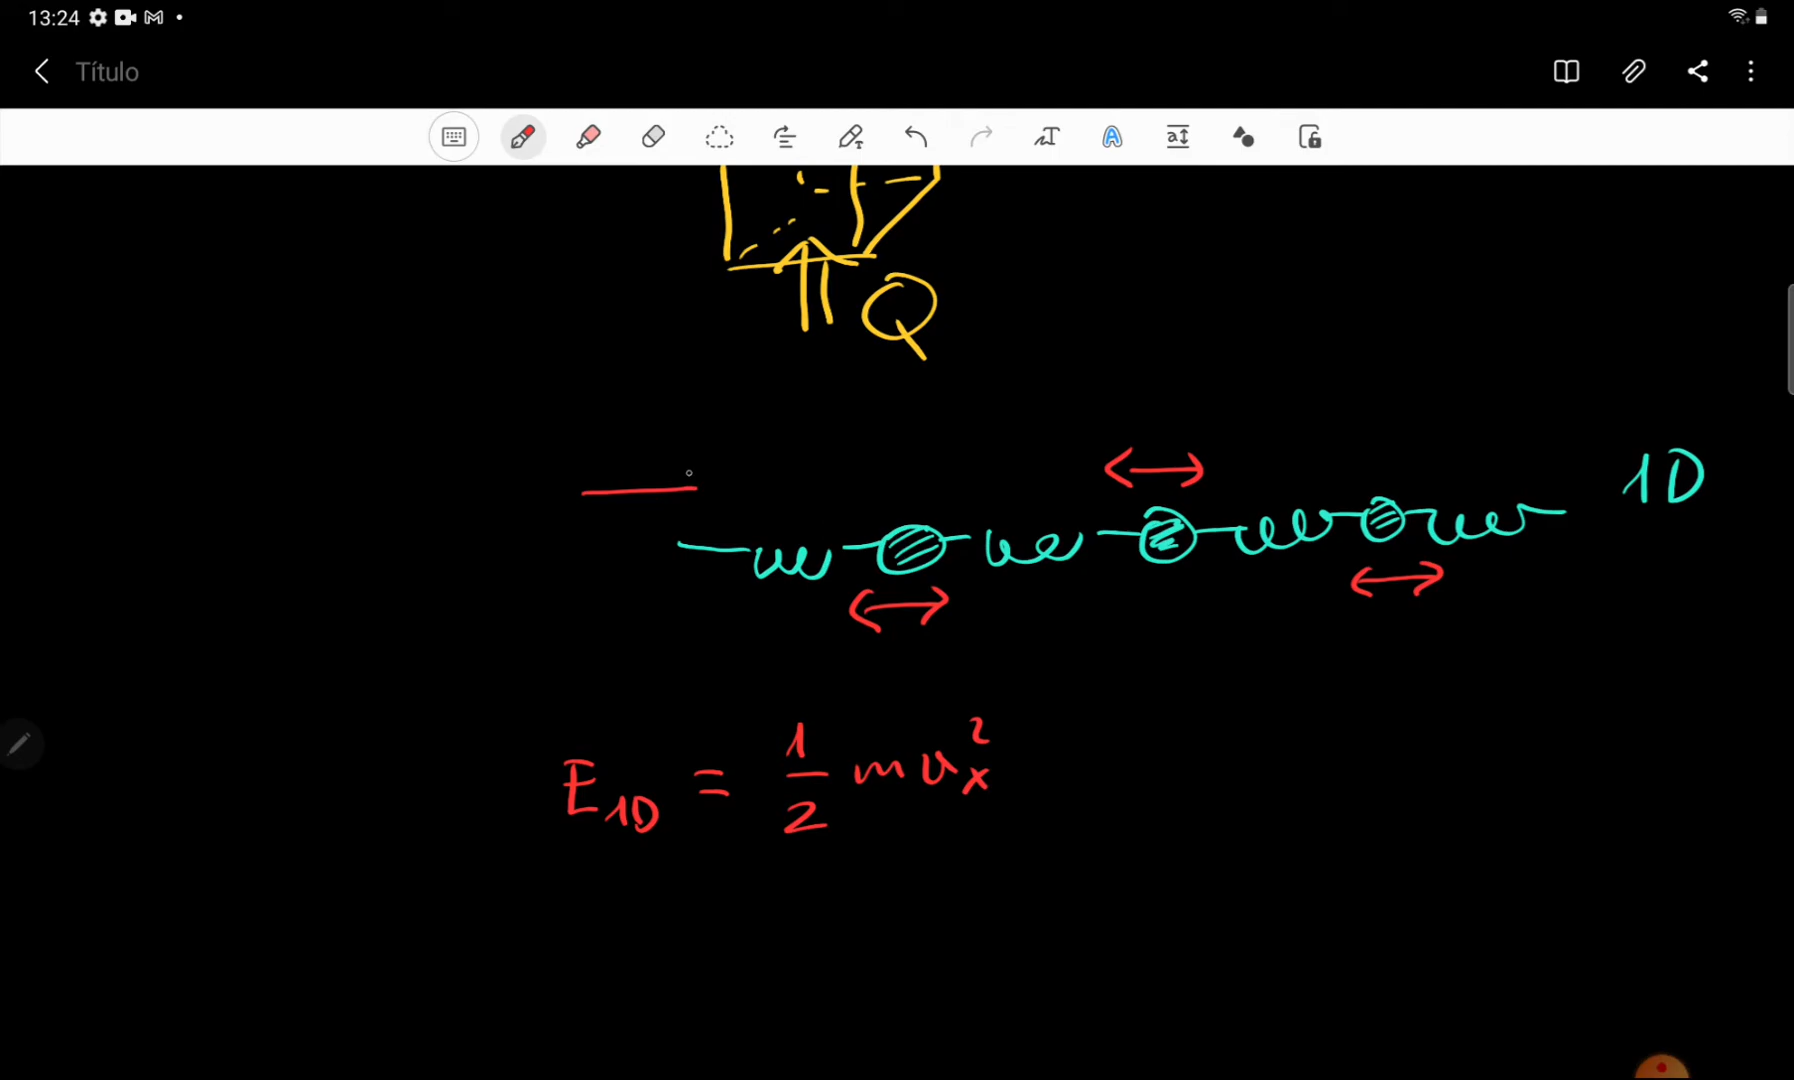 13:24
Título
Q
1D
E₁D = 1/2 m vₓ²